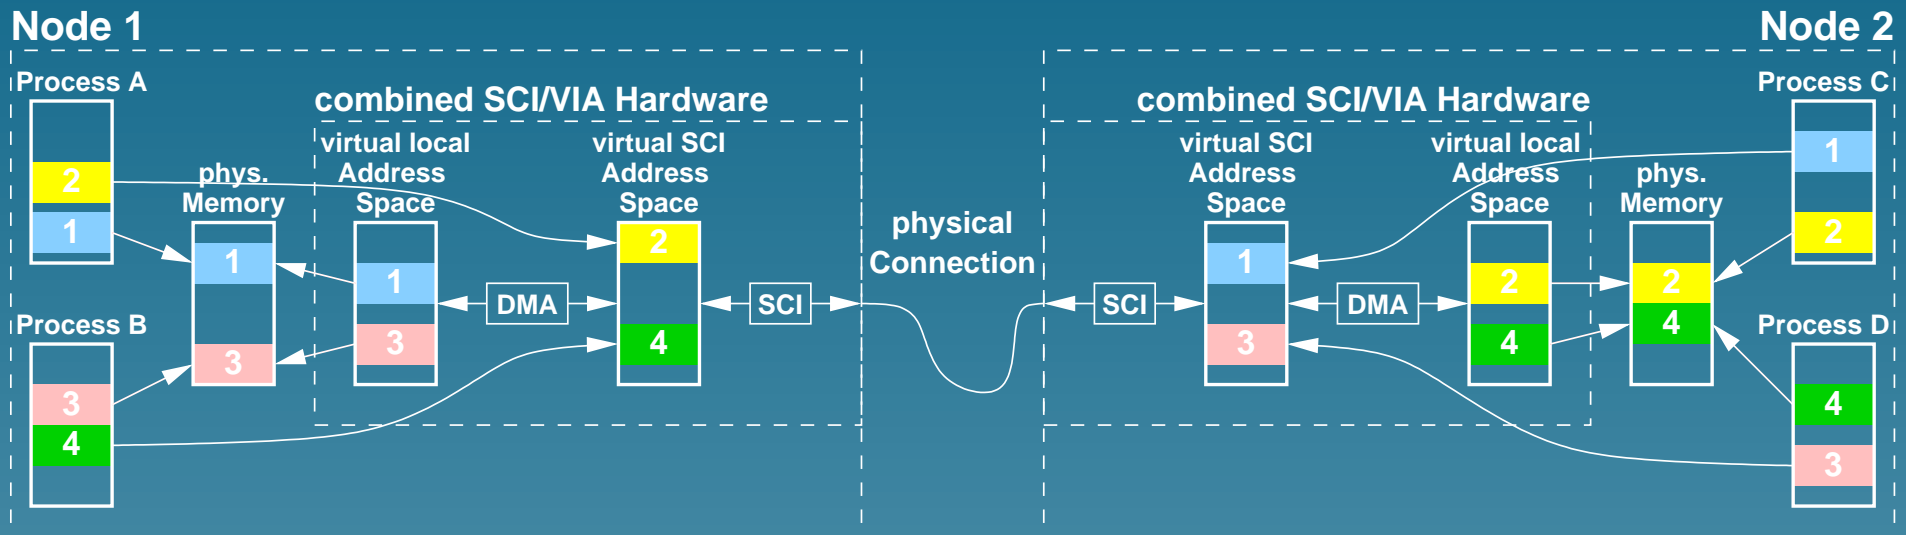 Node 1
Process A
2
1
Process B
3
4
phys.
Memory
1
3
combined SCI/VIA Hardware
virtual local
Address
Space
1
3
DMA
virtual SCI
Address
Space
2
4
SCI
physical
Connection
Node 2
combined SCI/VIA Hardware
SCI
virtual SCI
Address
Space
1
3
DMA
virtual local
Address
Space
2
4
phys.
Memory
2
4
Process C
1
2
Process D
4
3